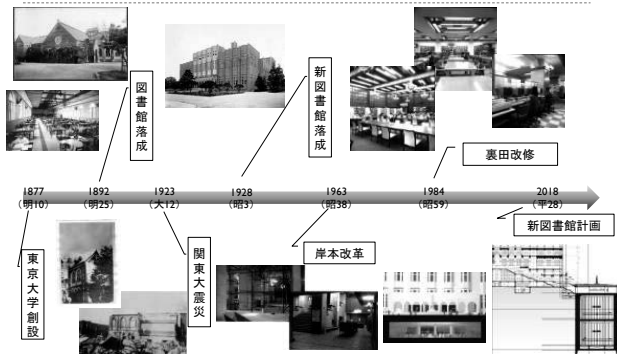 図書館落成
新図書館落成
裏田改修
1877
(明10)
1892
(明25)
1923
(大12)
1928
(昭3)
1963
(昭38)
1984
(昭59)
2018
(平28)
東京大学創設
関東大震災
岸本改革
新図書館計画